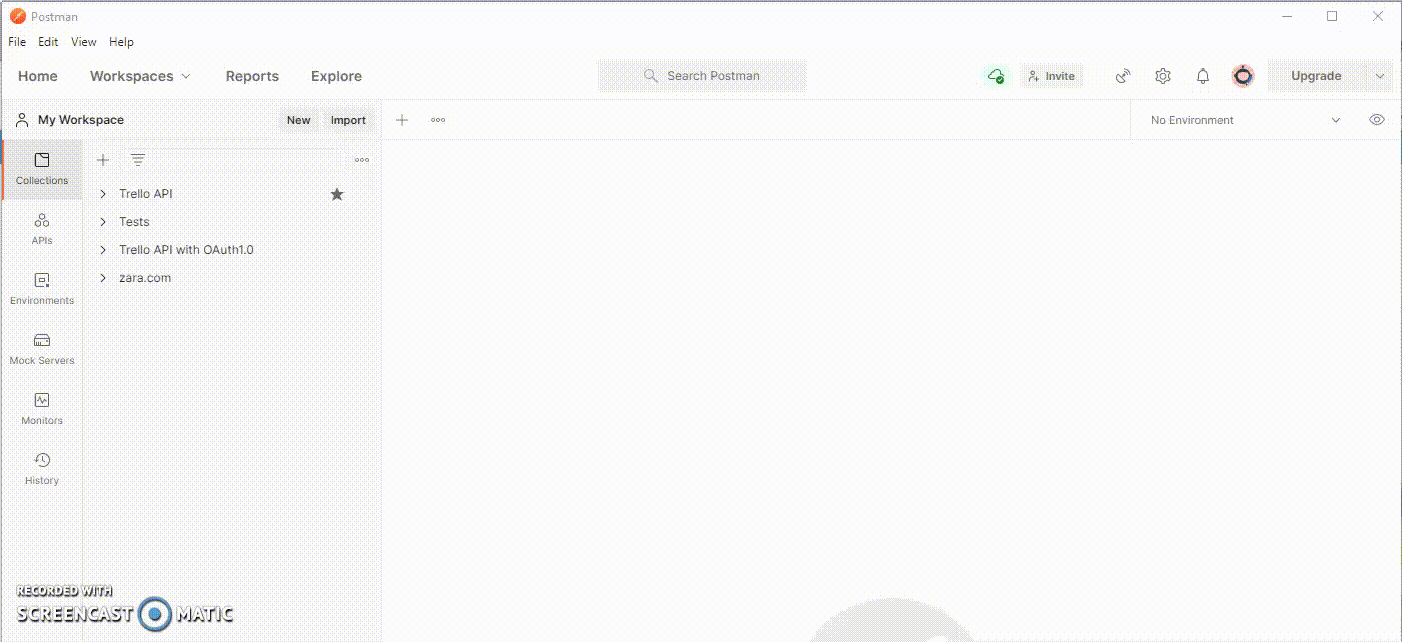 Postman
File Edit View Help
Home Workspaces Reports Explore Search Postman Invite Upgrade
My Workspace New Import No Environment
Collections
Trello API
Tests
Trello API with OAuth1.0
zara.com
APIs
Environments
Mock Servers
Monitors
History
RECORDED WITH
SCREENCAST MATIC